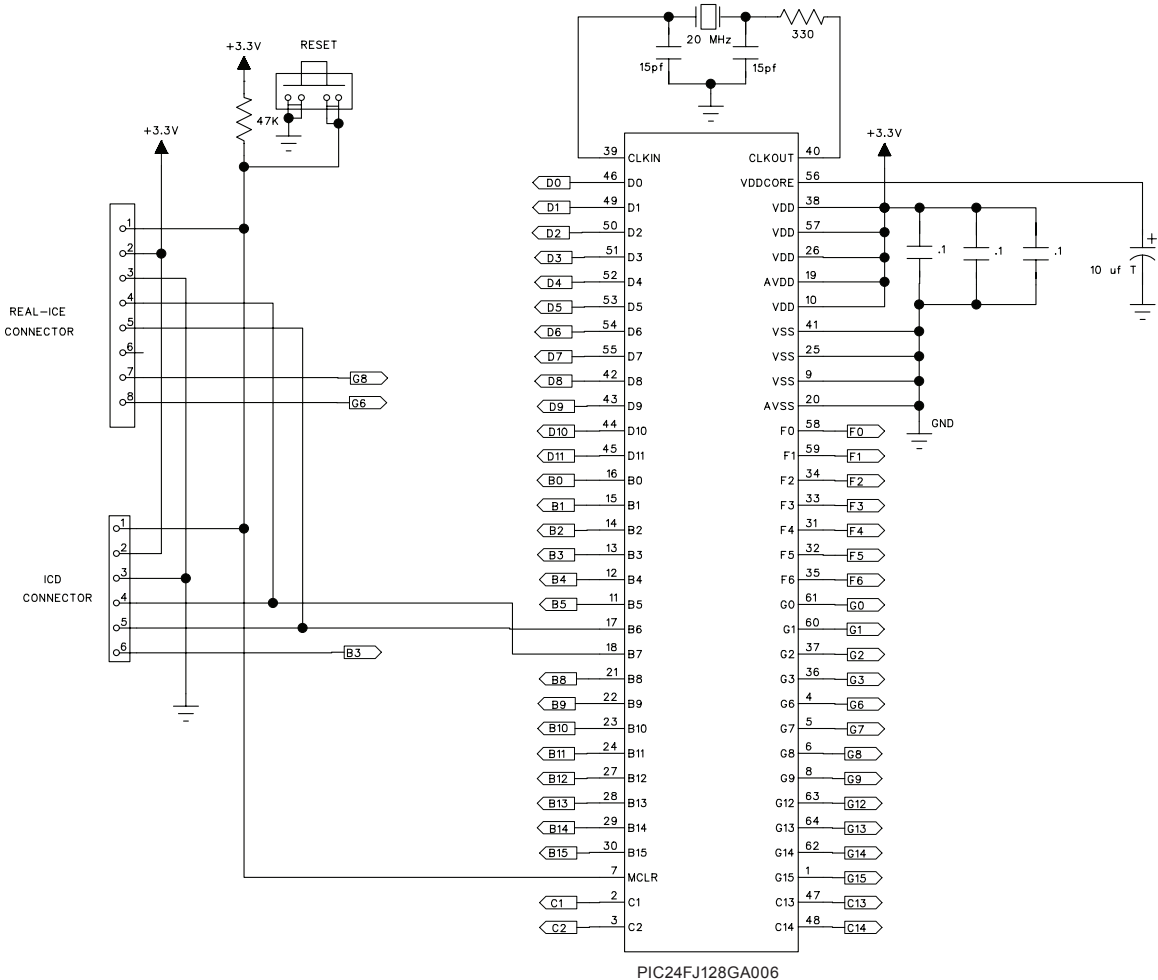 20 MHz
330
15pf
15pf
+3.3V
RESET
47K
+3.3V
REAL-ICE
CONNECTOR
1
2
3
4
5
6
7
8
G8
G6
ICD
CONNECTOR
1
2
3
4
5
6
B3
39 CLKIN
D0 46 D0
D1 49 D1
D2 50 D2
D3 51 D3
D4 52 D4
D5 53 D5
D6 54 D6
D7 55 D7
D8 42 D8
D9 43 D9
D10 44 D10
D11 45 D11
B0 16 B0
B1 15 B1
B2 14 B2
B3 13 B3
B4 12 B4
B5 11 B5
17 B6
18 B7
B8 21 B8
B9 22 B9
B10 23 B10
B11 24 B11
B12 27 B12
B13 28 B13
B14 29 B14
B15 30 B15
7 MCLR
C1 2 C1
C2 3 C2
CLKOUT 40
VDDCORE 56
VDD 38
VDD 57
VDD 26
AVDD 19
VDD 10
VSS 41
VSS 25
VSS 9
AVSS 20
F0 58 F0
F1 59 F1
F2 34 F2
F3 33 F3
F4 31 F4
F5 32 F5
F6 35 F6
G0 61 G0
G1 60 G1
G2 37 G2
G3 36 G3
G6 4 G6
G7 5 G7
G8 6 G8
G9 8 G9
G12 63 G12
G13 64 G13
G14 62 G14
G15 1 G15
C13 47 C13
C14 48 C14
+3.3V
.1
.1
.1
+
10 uf T
GND
PIC24FJ128GA006